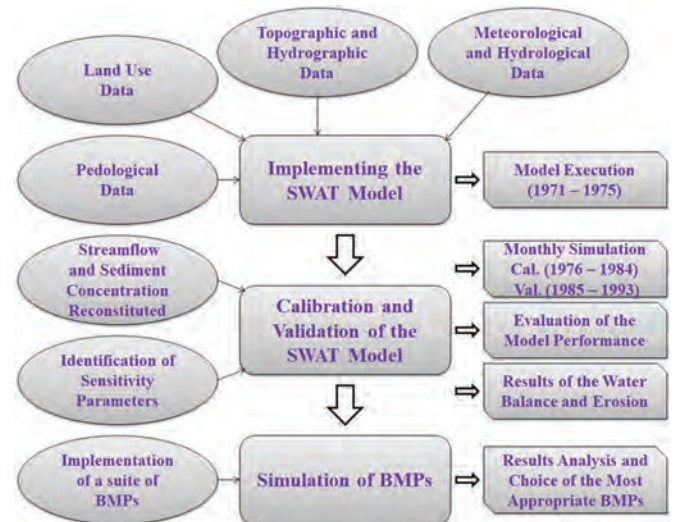 Topographic and
Hydrographic
Data
Meteorological
and Hydrological
Data
Land Use
Data
Pedological
Data
Implementing the
SWAT Model
Model Execution
(1971 – 1975)
Streamflow
and Sediment
Concentration
Reconstituted
Monthly Simulation
Cal. (1976 – 1984)
Val. (1985 – 1993)
Calibration and
Validation of the
SWAT Model
Evaluation of the
Model Performance
Identification of
Sensitivity
Parameters
Results of the Water
Balance and Erosion
Implementation
of a suite of
BMPs
Simulation of BMPs
Results Analysis and
Choice of the Most
Appropriate BMPs